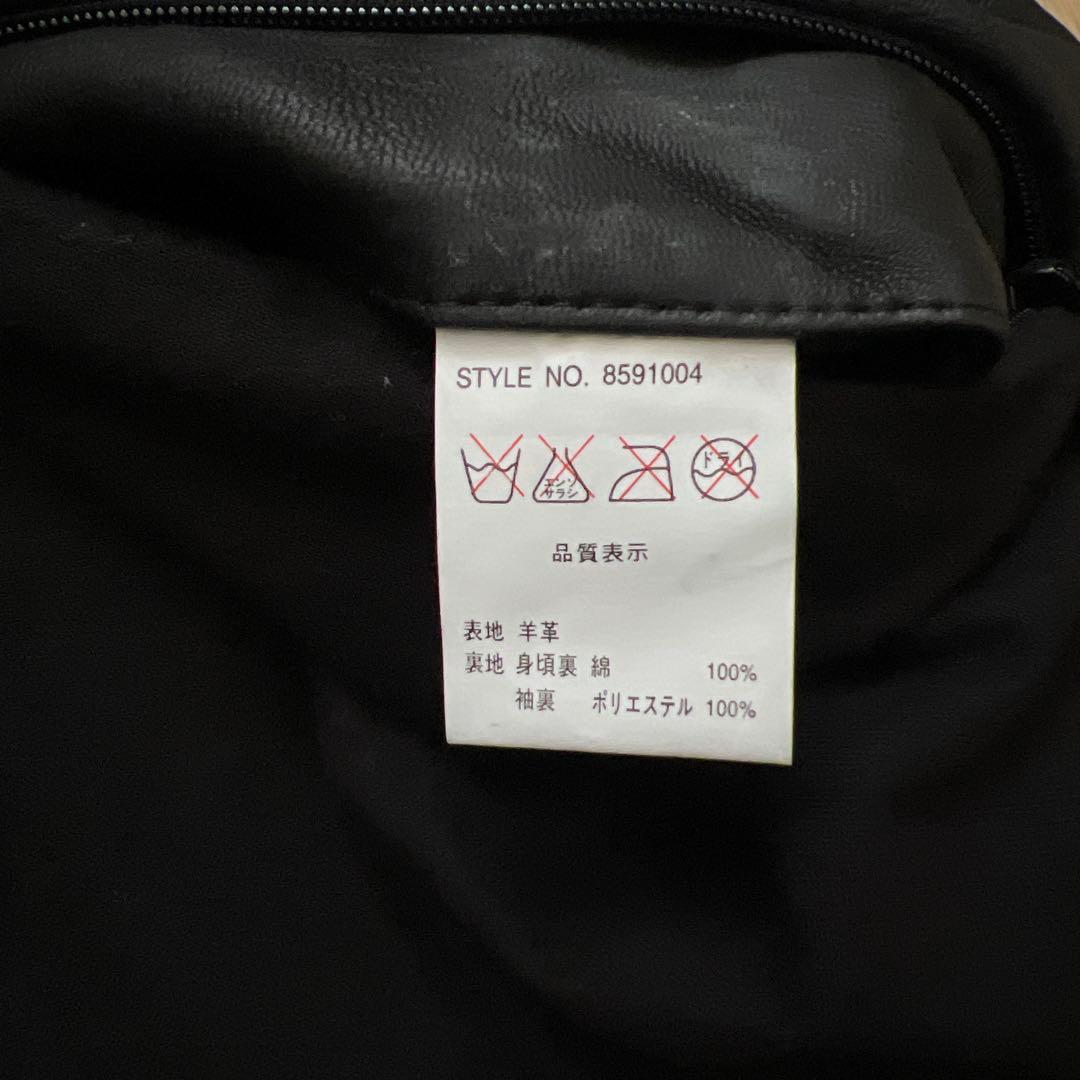 STYLE NO. 8591004
エンソ
サラシ
ドライ
品質表示
表地 羊革
裏地 身頃裏 綿 100%
袖裏 ポリエステル 100%